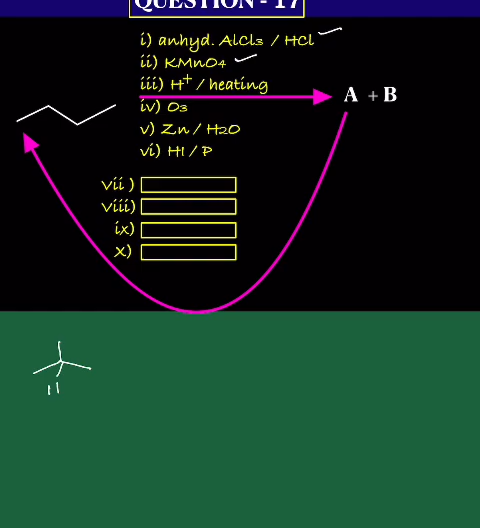 QUESTION - 17
i) anhyd. AlCl3 / HCl
ii) KMnO4
iii) H+ / heating
iv) O3
v) Zn / H2O
vi) HI / P
A + B
vii )
viii)
ix)
x)